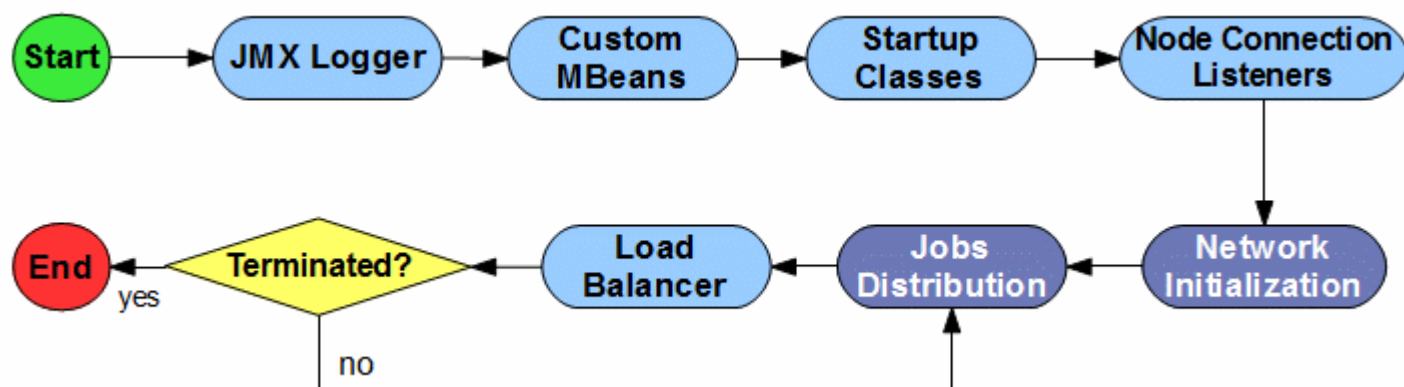 Start
JMX Logger
Custom
MBeans
Startup
Classes
Node Connection
Listeners
End
yes
Terminated?
no
Load
Balancer
Jobs
Distribution
Network
Initialization